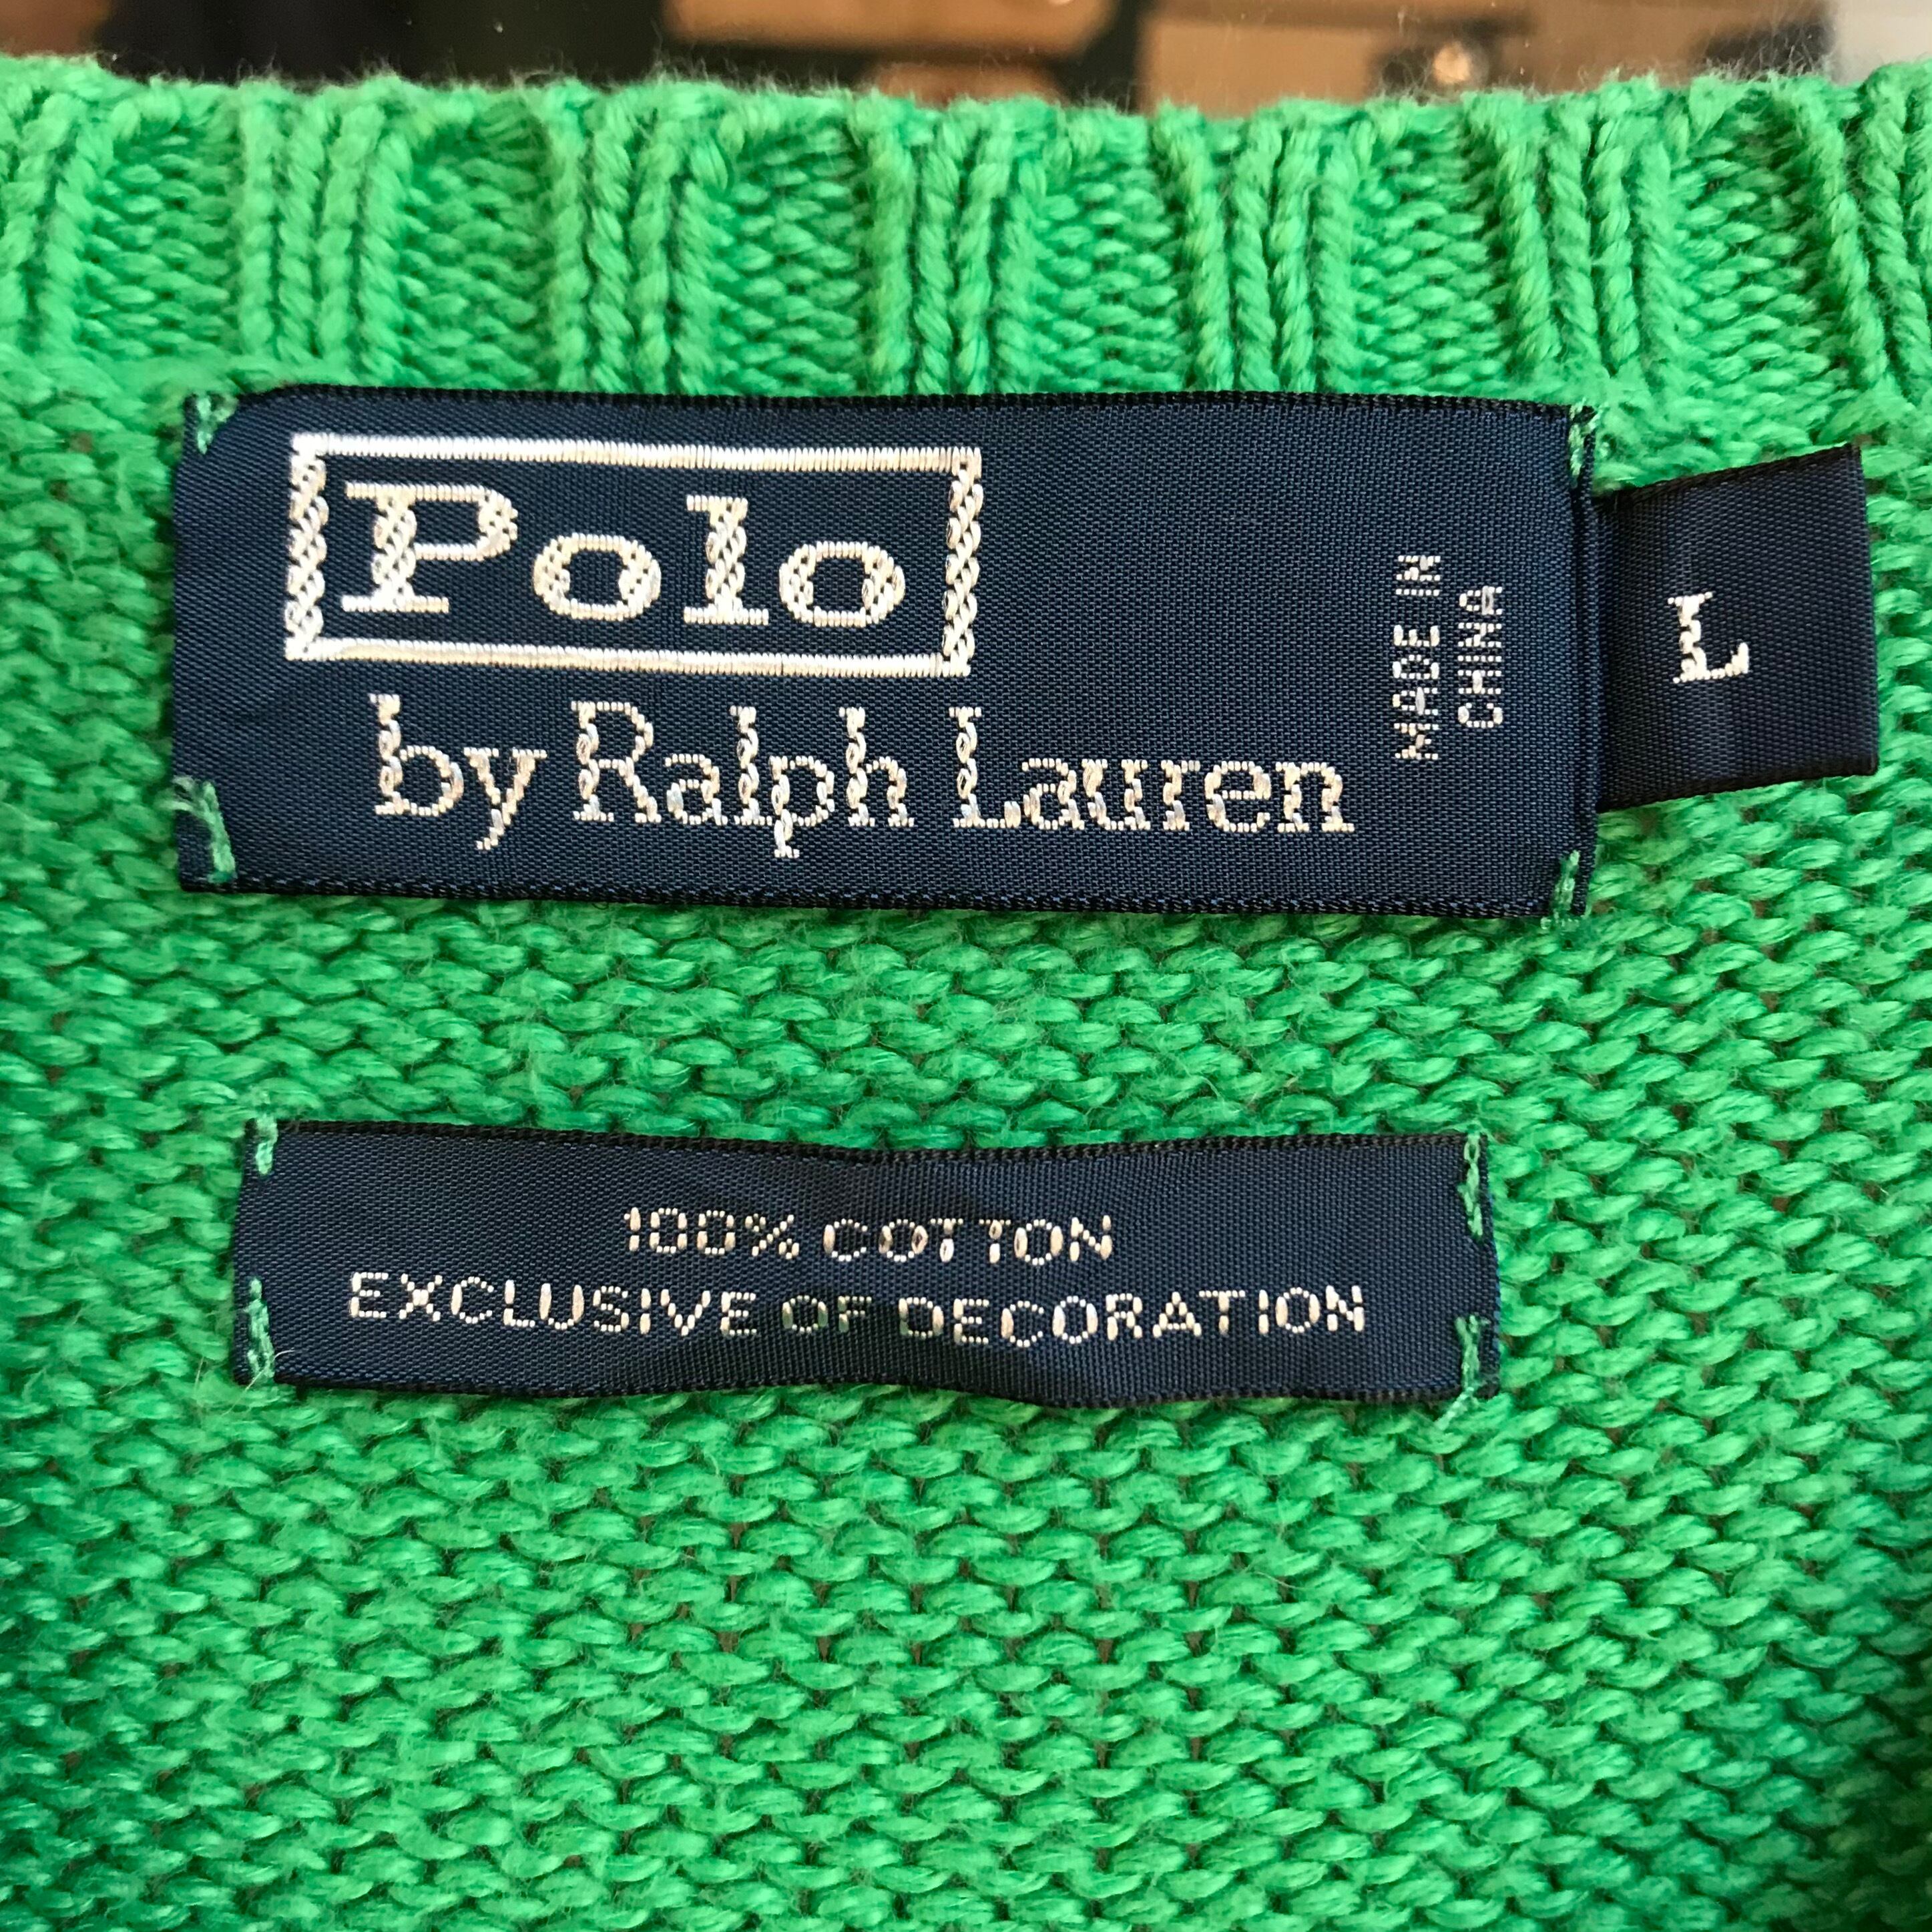 Polo
by Ralph Lauren
MADE IN
CHINA
L
100% COTTON
EXCLUSIVE OF DECORATION